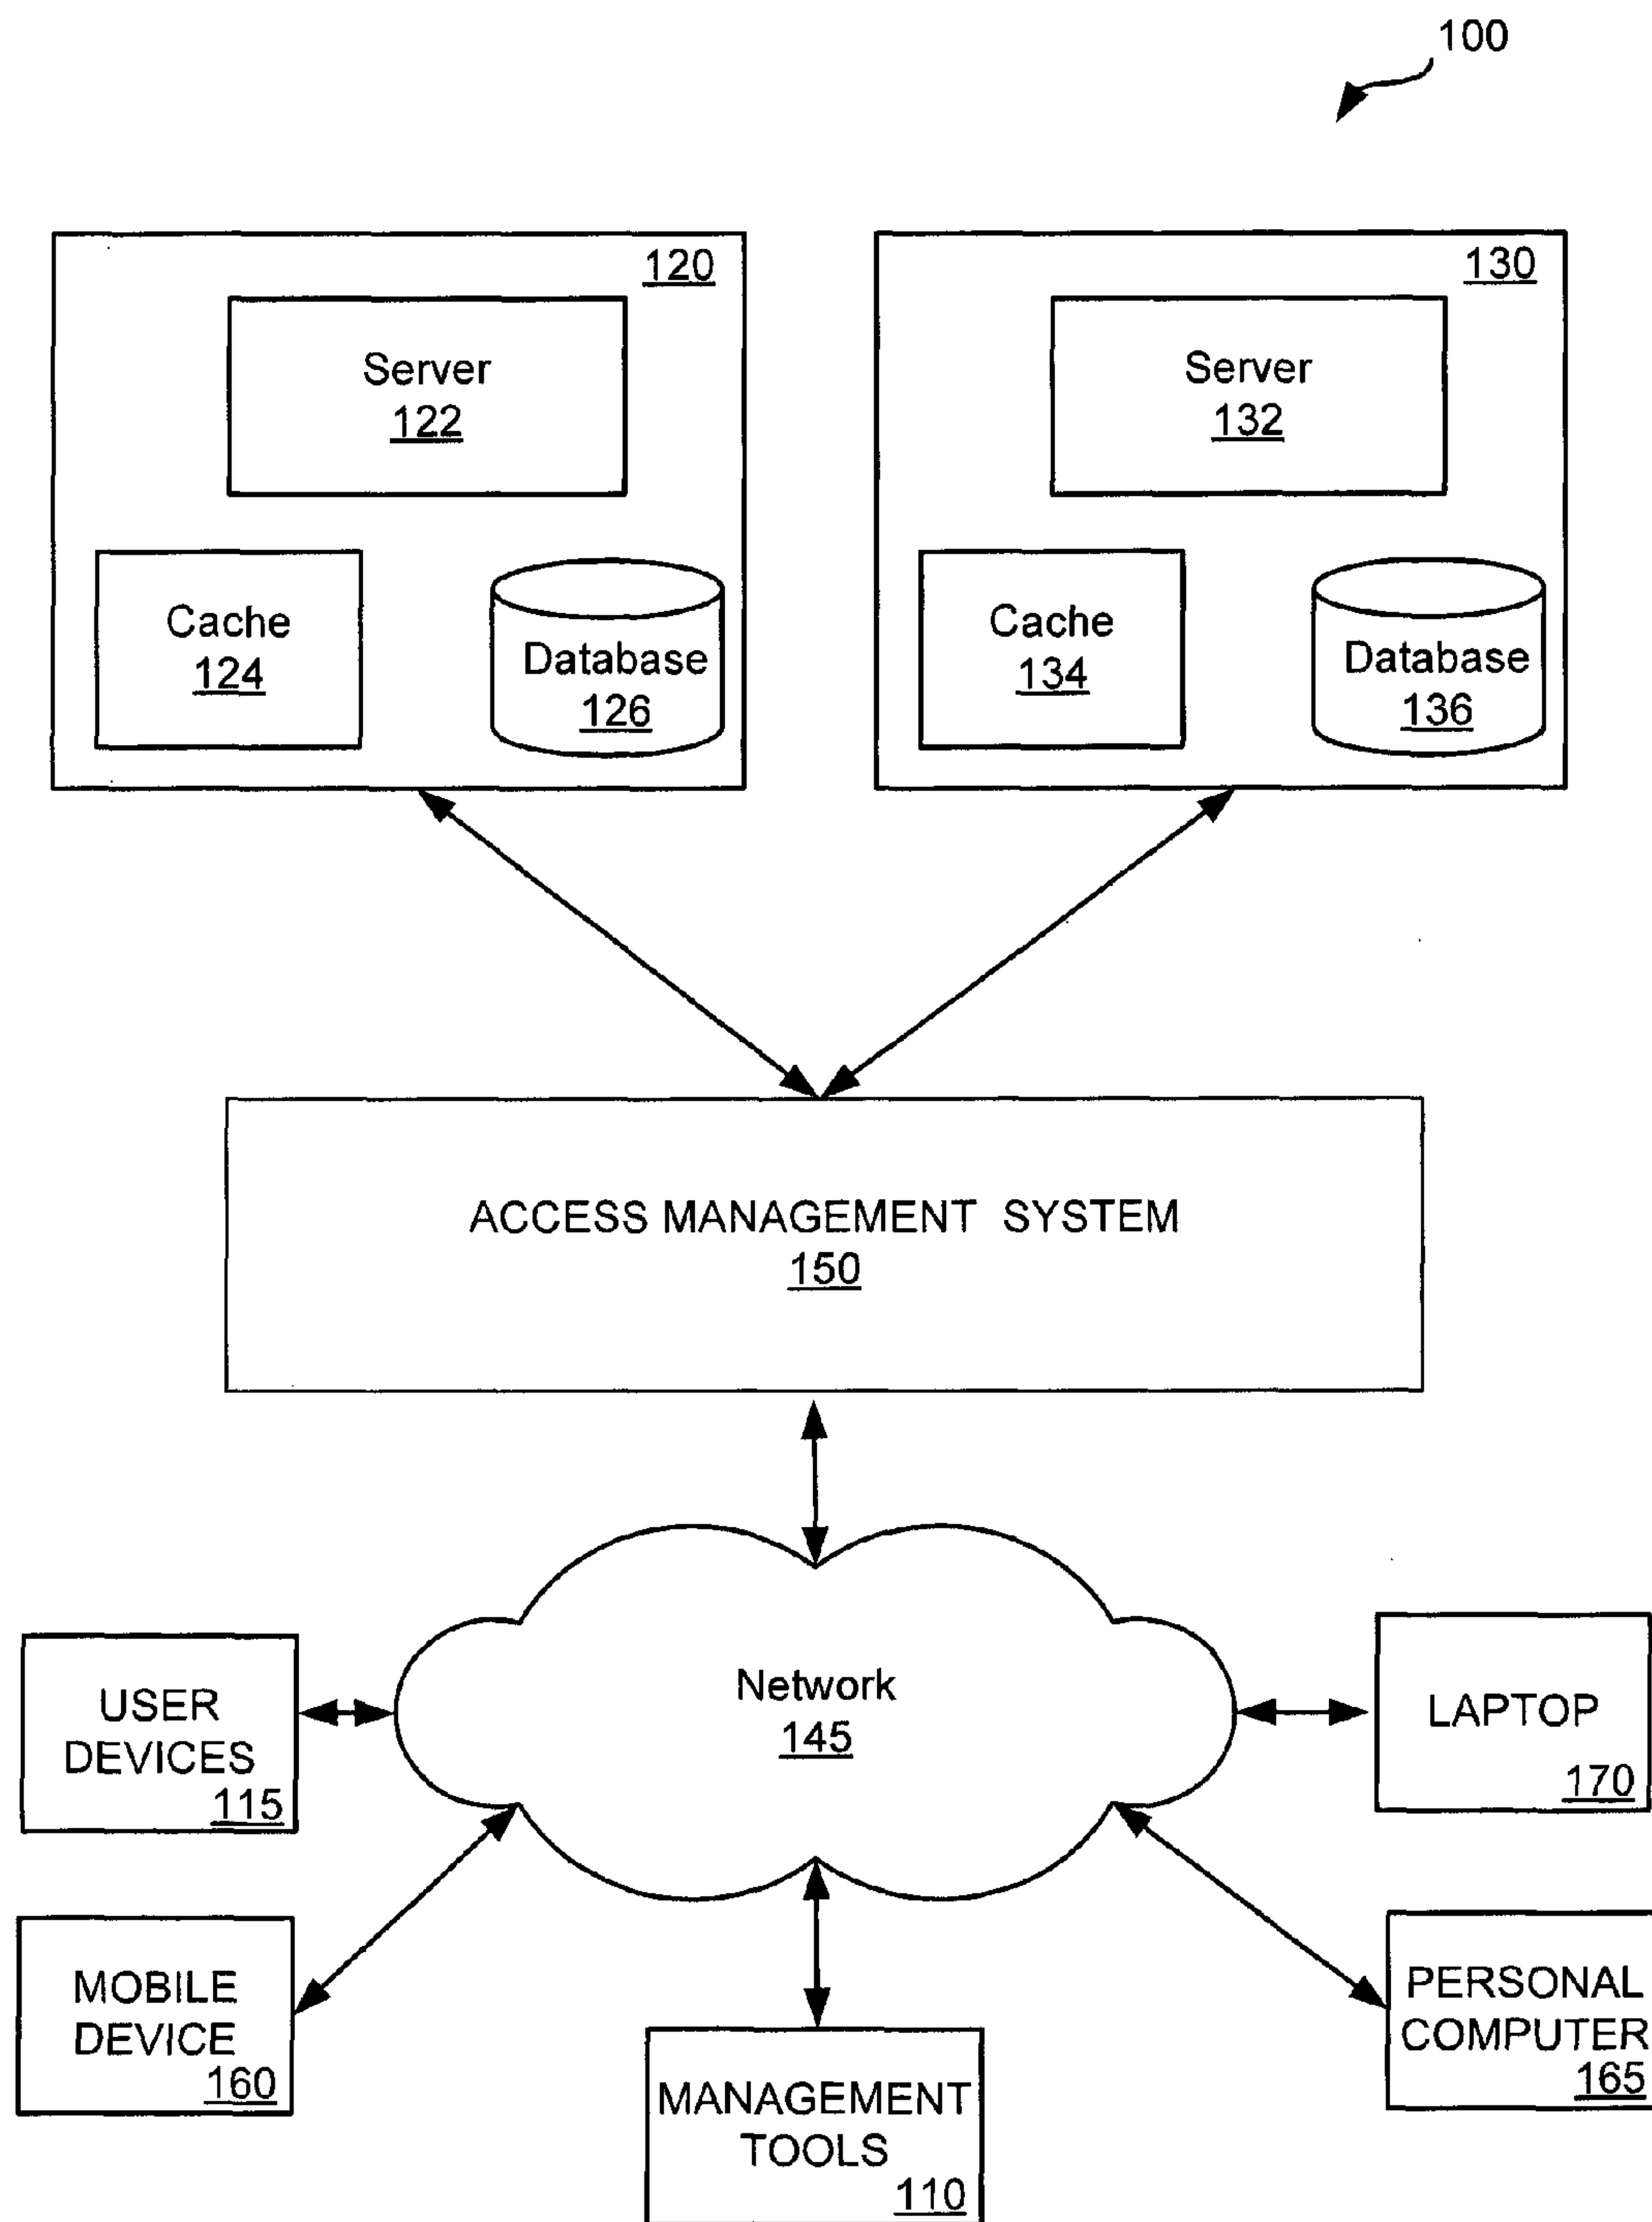 100
120
Server
122
Cache
124
Database
126
130
Server
132
Cache
134
Database
136
ACCESS MANAGEMENT SYSTEM
150
Network
145
USER
DEVICES
115
LAPTOP
170
MOBILE
DEVICE
160
PERSONAL
COMPUTER
165
MANAGEMENT
TOOLS
110